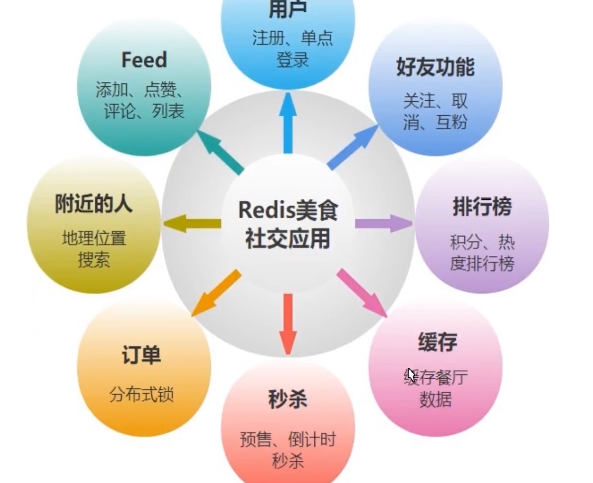 用户
注册、单点
登录
Feed
添加、点赞、
评论、列表
好友功能
关注、取
消、互粉
附近的人
地理位置
搜索
Redis美食
社交应用
排行榜
积分、热
度排行榜
订单
分布式锁
缓存
缓存餐厅
数据
秒杀
预售、倒计时
秒杀